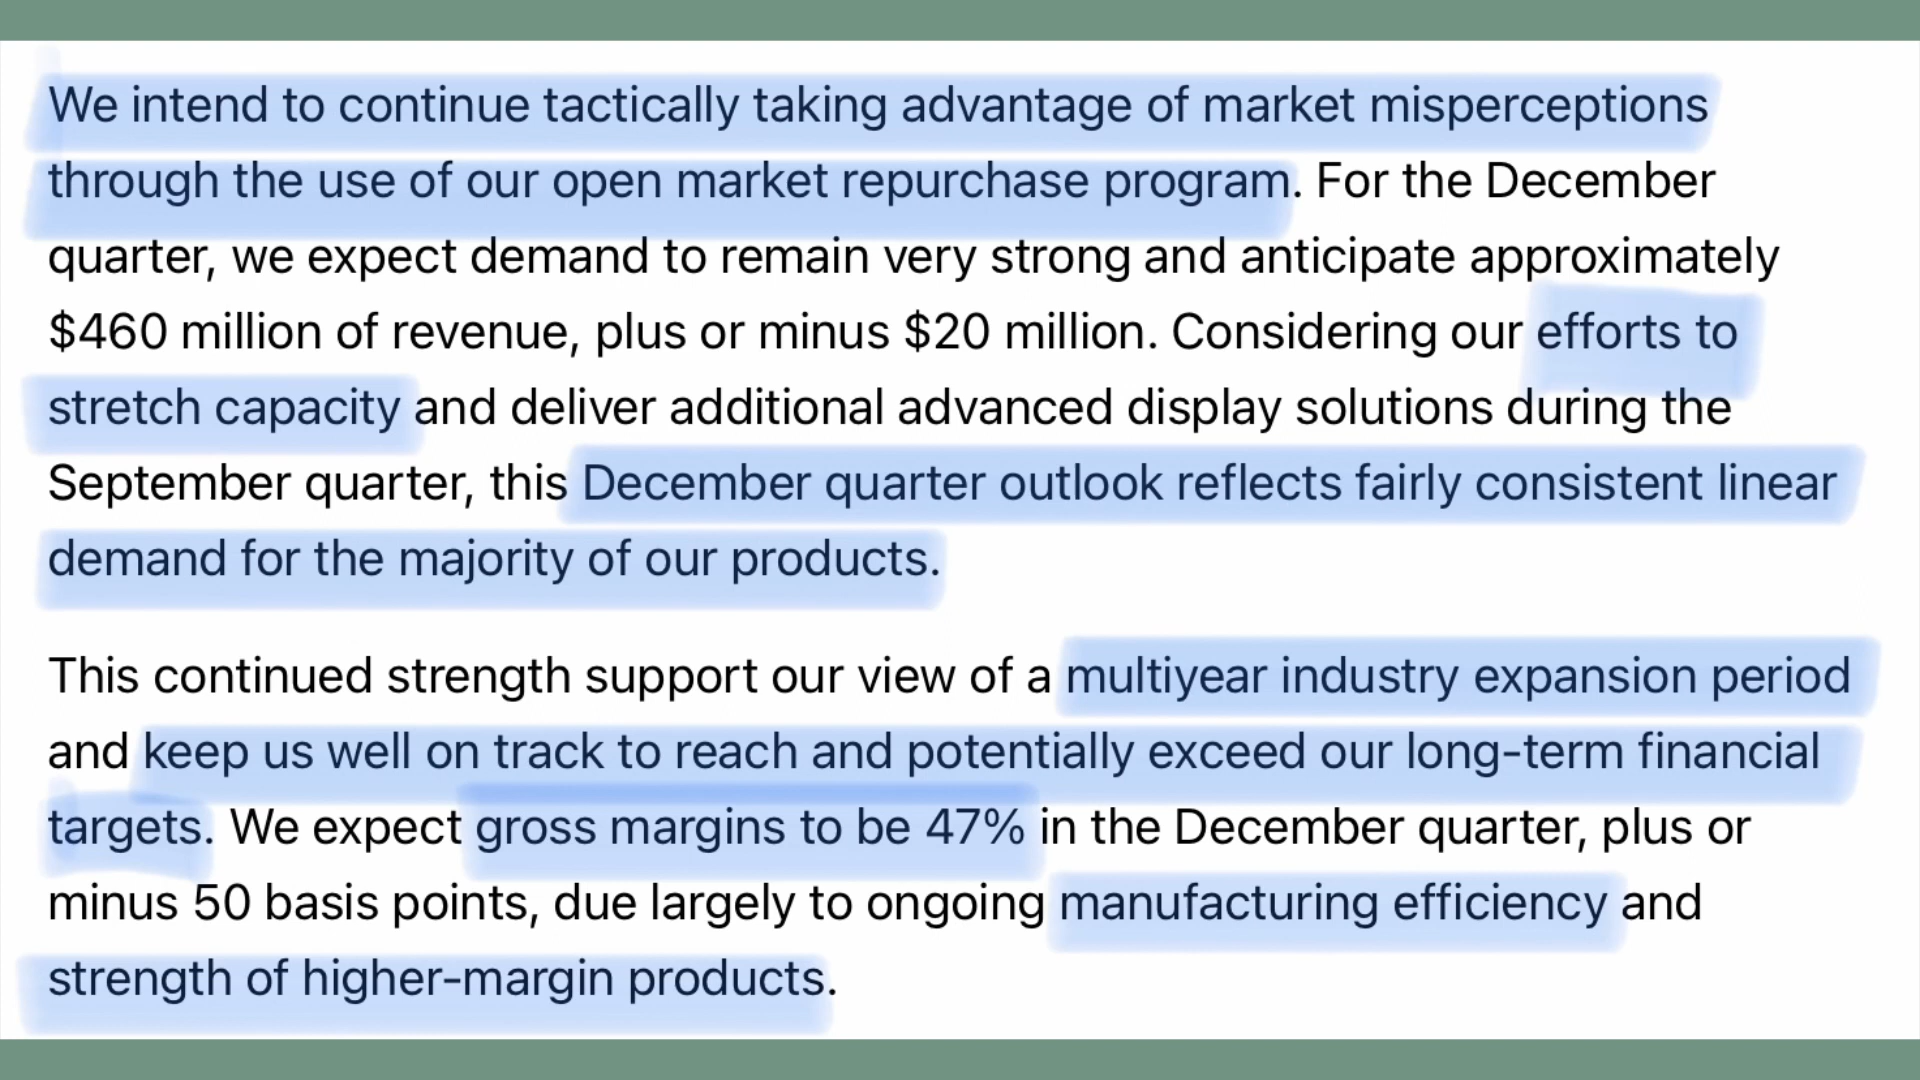 We intend to continue tactically taking advantage of market misperceptions
through the use of our open market repurchase program. For the December
quarter, we expect demand to remain very strong and anticipate approximately
$460 million of revenue, plus or minus $20 million. Considering our efforts to
stretch capacity and deliver additional advanced display solutions during the
September quarter, this December quarter outlook reflects fairly consistent linear
demand for the majority of our products.
This continued strength support our view of a multiyear industry expansion period
and keep us well on track to reach and potentially exceed our long-term financial
targets. We expect gross margins to be 47% in the December quarter, plus or
minus 50 basis points, due largely to ongoing manufacturing efficiency and
strength of higher-margin products.